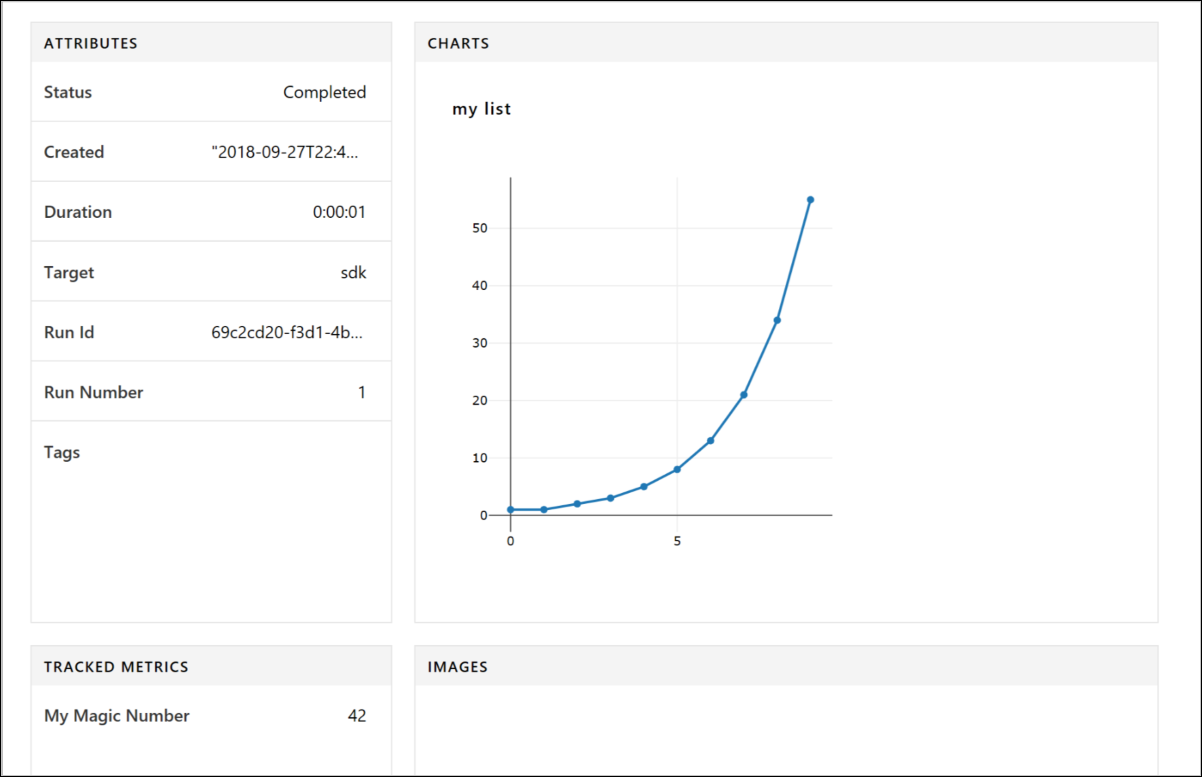 ATTRIBUTES
Status Completed
Created "2018-09-27T22:4...
Duration 0:00:01
Target sdk
Run Id 69c2cd20-f3d1-4b...
Run Number 1
Tags
CHARTS
my list
50
40
30
20
10
0
0 5
TRACKED METRICS
My Magic Number 42
IMAGES